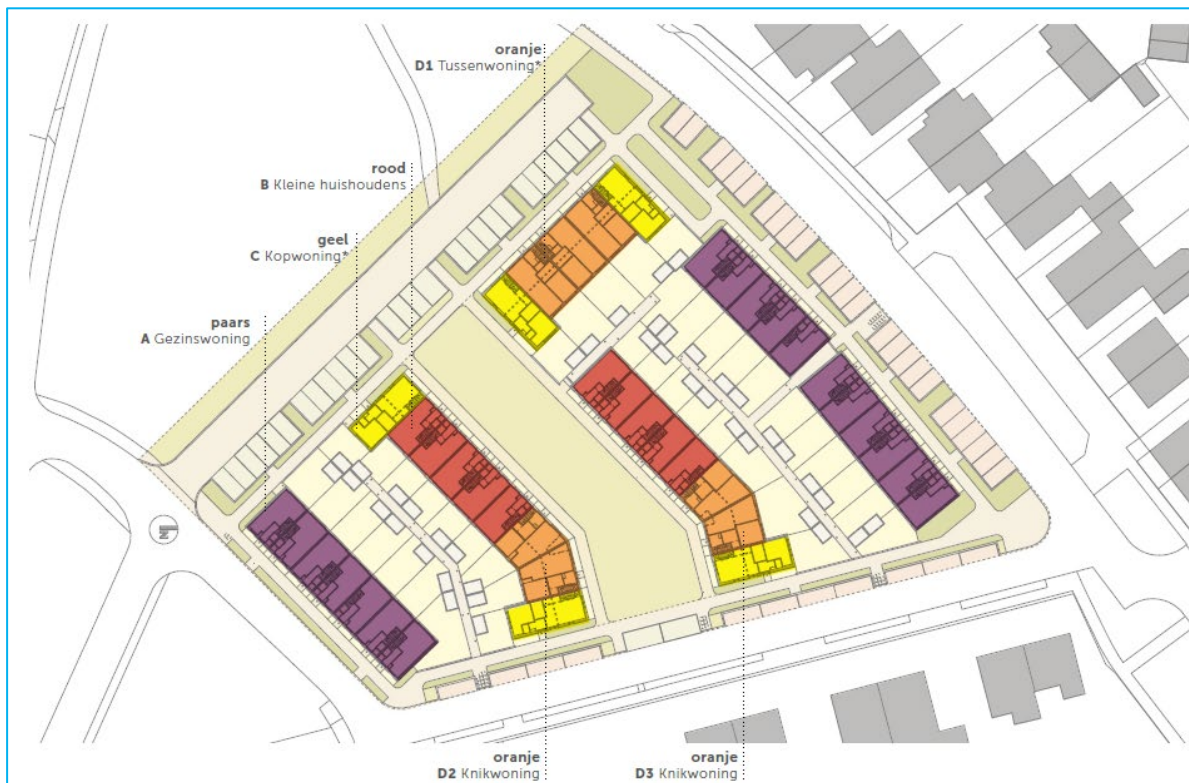 oranje
D1 Tussenwoning*
rood
B Kleine huishoudens
geel
C Kopwoning*
paars
A Gezinswoning
N
oranje
D2 Knikwoning
oranje
D3 Knikwoning